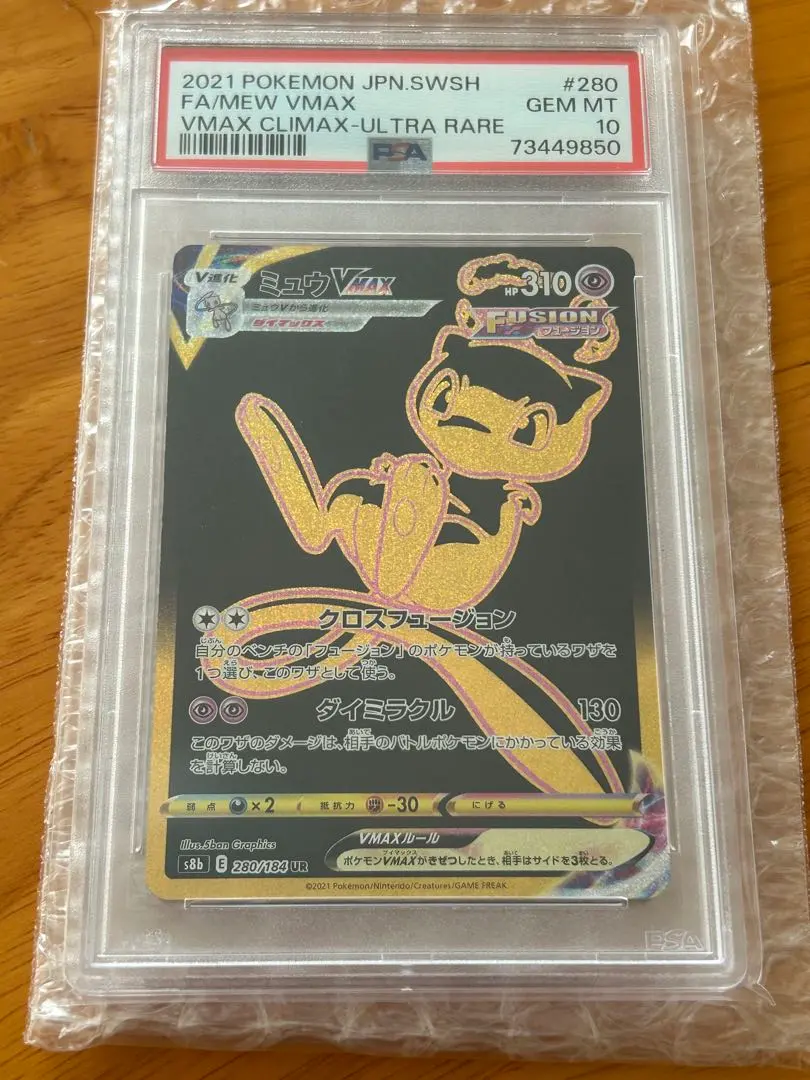 2021 POKEMON JPN.SWSH #280
FA/MEW VMAX GEM MT
VMAX CLIMAX-ULTRA RARE 10
PSA 73449850
V進化 ミュウVMAX HP310
ミュウVから進化
ダイマックス
FUSION
フュージョン
クロスフュージョン
自分のベンチの「フュージョン」のポケモンが持っているワザを
1つ選び、このワザとして使う。
ダイミラクル 130
このワザのダメージは、相手のバトルポケモンにかかっている効果
を計算しない。
弱点 ×2 抵抗力 -30 にげる
Illus.5ban Graphics
VMAXルール
ポケモンVMAXがきぜつしたとき、相手はサイドを3枚とる。
s8b E 280/184 UR
©2021 Pokémon/Nintendo/Creatures/GAME FREAK
PSA